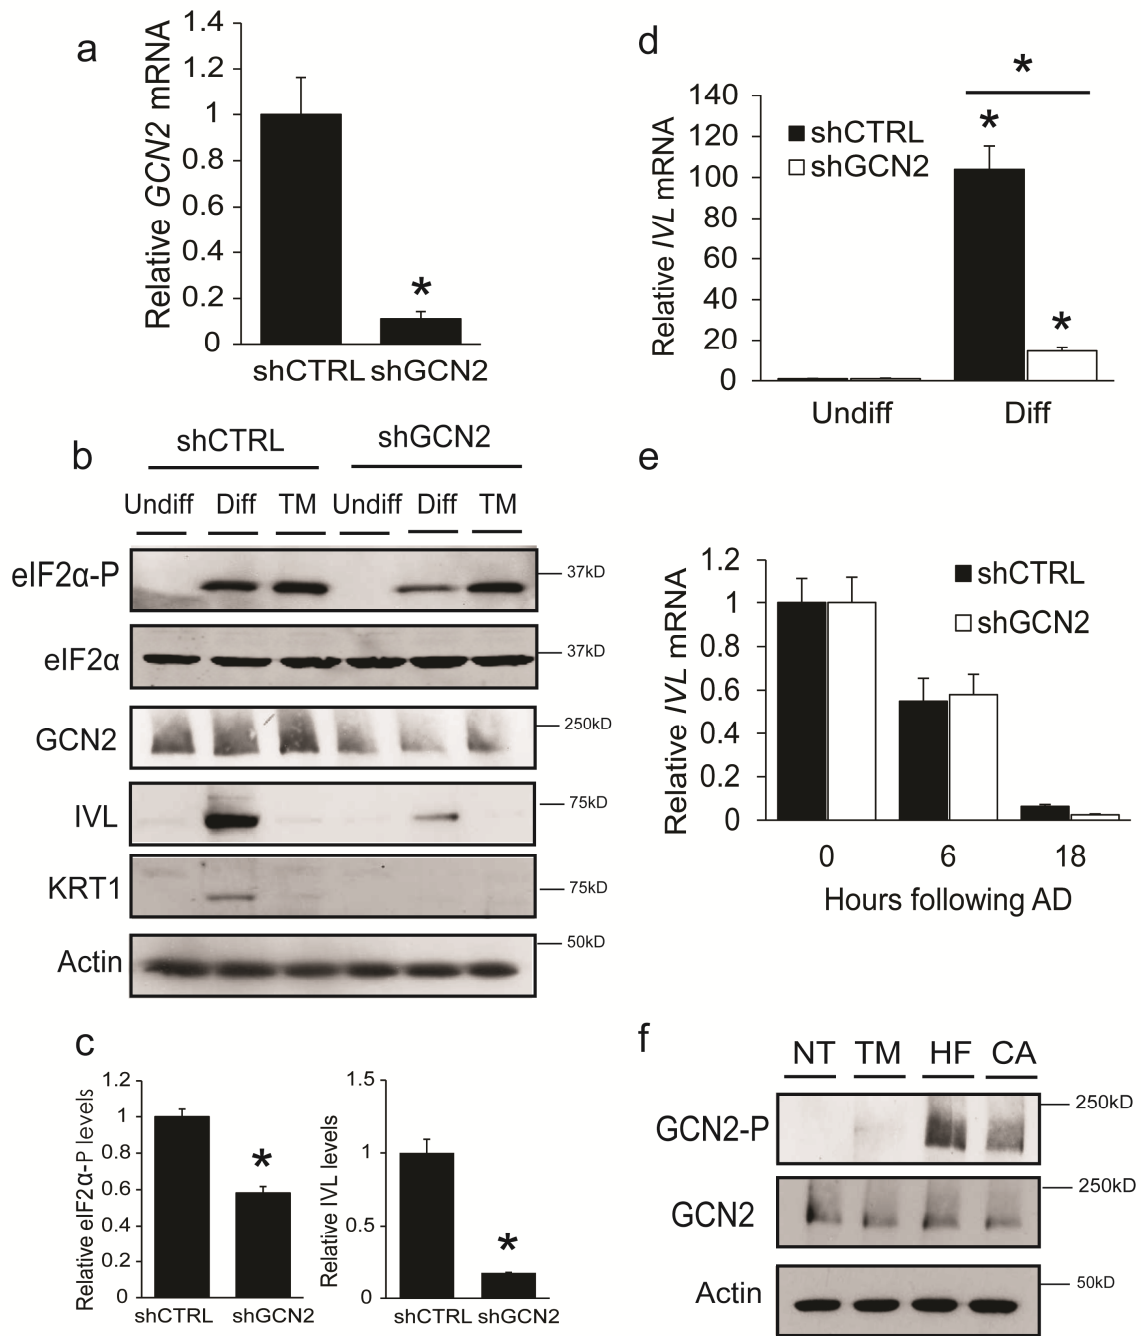 a
Relative GCN2 mRNA
1.4
1.2
1
0.8
0.6
0.4
0.2
0
*
shCTRL shGCN2
b
shCTRL shGCN2
Undiff Diff TM Undiff Diff TM
eIF2α-P
37kD
eIF2α
37kD
GCN2
250kD
IVL
75kD
KRT1
75kD
Actin
50kD
c
Relative eIF2α-P levels
1.2
1
0.8
0.6
0.4
0.2
0
*
shCTRL shGCN2
Relative IVL levels
1.5
1
0.5
0
*
shCTRL shGCN2
d
Relative IVL mRNA
140
120
100
80
60
40
20
0
shCTRL
shGCN2
*
*
*
Undiff Diff
e
Relative IVL mRNA
1.2
1
0.8
0.6
0.4
0.2
0
shCTRL
shGCN2
0 6 18
Hours following AD
f
NT TM HF CA
GCN2-P
250kD
GCN2
250kD
Actin
50kD